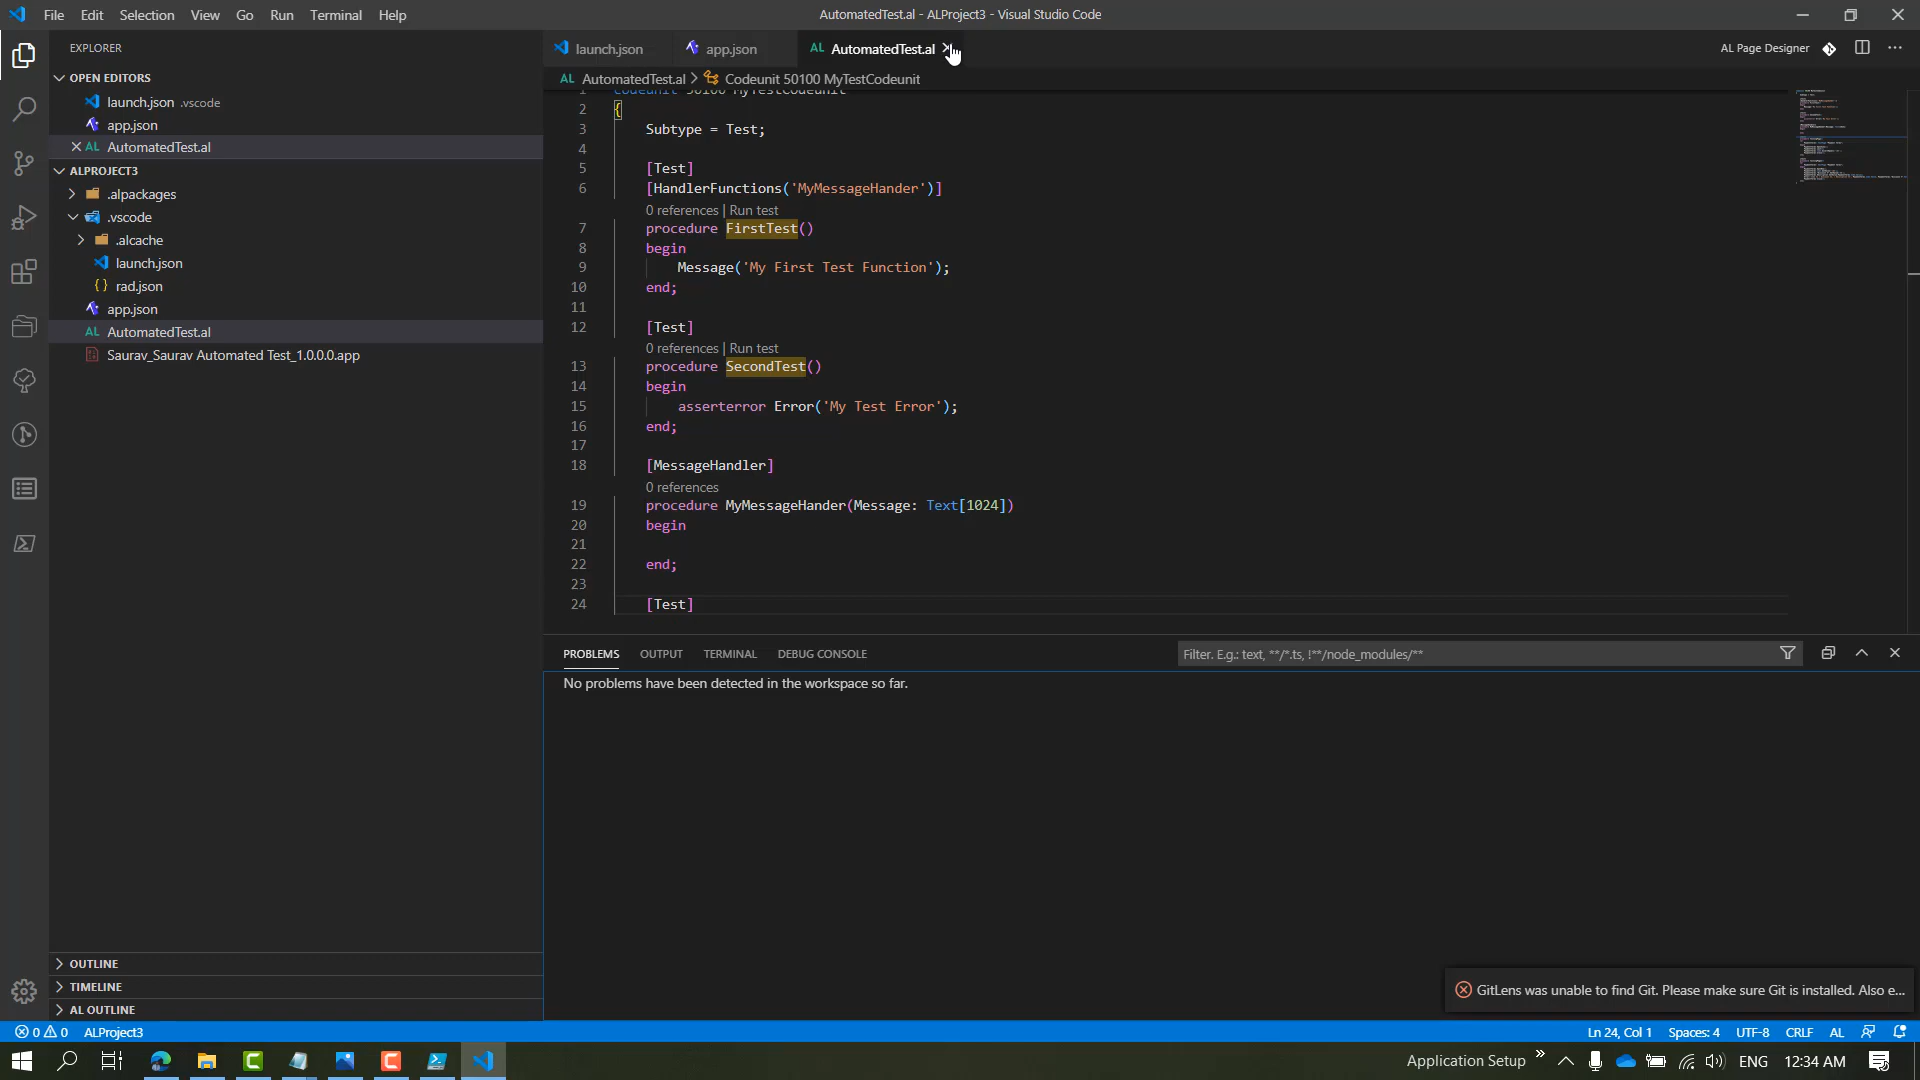 File Edit Selection View Go Run Terminal Help
AutomatedTest.al - ALProject3 - Visual Studio Code
EXPLORER
OPEN EDITORS
launch.json .vscode
app.json
AL AutomatedTest.al
ALPROJECT3
.alpackages
.vscode
.alcache
launch.json
{} rad.json
app.json
AL AutomatedTest.al
Saurav_Saurav Automated Test_1.0.0.0.app
OUTLINE
TIMELINE
AL OUTLINE
launch.json
app.json
AL AutomatedTest.al
AL Page Designer
AL AutomatedTest.al > Codeunit 50100 MyTestCodeunit
1 codeunit 50100 MyTestCodeunit
2 {
3 Subtype = Test;
4
5 [Test]
6 [HandlerFunctions('MyMessageHander')]
0 references | Run test
7 procedure FirstTest()
8 begin
9 Message('My First Test Function');
10 end;
11
12 [Test]
0 references | Run test
13 procedure SecondTest()
14 begin
15 asserterror Error('My Test Error');
16 end;
17
18 [MessageHandler]
0 references
19 procedure MyMessageHander(Message: Text[1024])
20 begin
21
22 end;
23
24 [Test]
PROBLEMS OUTPUT TERMINAL DEBUG CONSOLE
Filter. E.g.: text, **/*.ts, !**/node_modules/**
No problems have been detected in the workspace so far.
GitLens was unable to find Git. Please make sure Git is installed. Also e...
0 0 ALProject3
Ln 24, Col 1 Spaces: 4 UTF-8 CRLF AL
Application Setup
ENG 12:34 AM